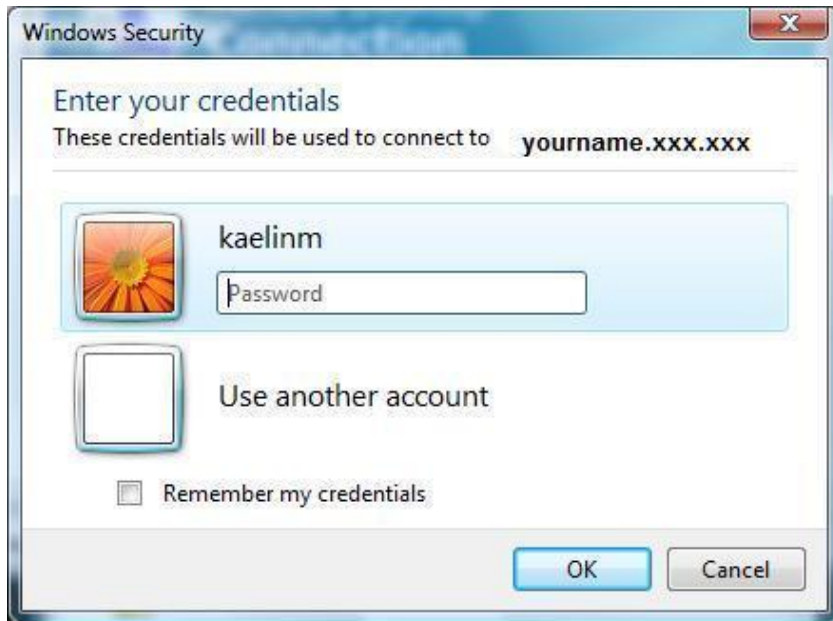 Windows Security
Connection
Enter your credentials
These credentials will be used to connect to yourname.xxx.xxx
kaelinm
Password
Use another account
Remember my credentials
OK
Cancel